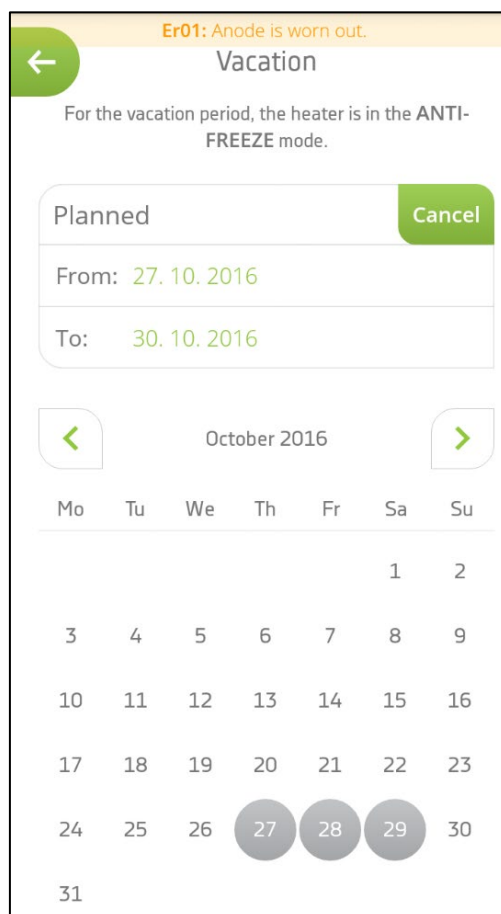 Er01: Anode is worn out.
Vacation
For the vacation period, the heater is in the ANTI-
FREEZE mode.
Planned
Cancel
From: 27. 10. 2016
To: 30. 10. 2016
October 2016
Mo Tu We Th Fr Sa Su
1 2
3 4 5 6 7 8 9
10 11 12 13 14 15 16
17 18 19 20 21 22 23
24 25 26 27 28 29 30
31